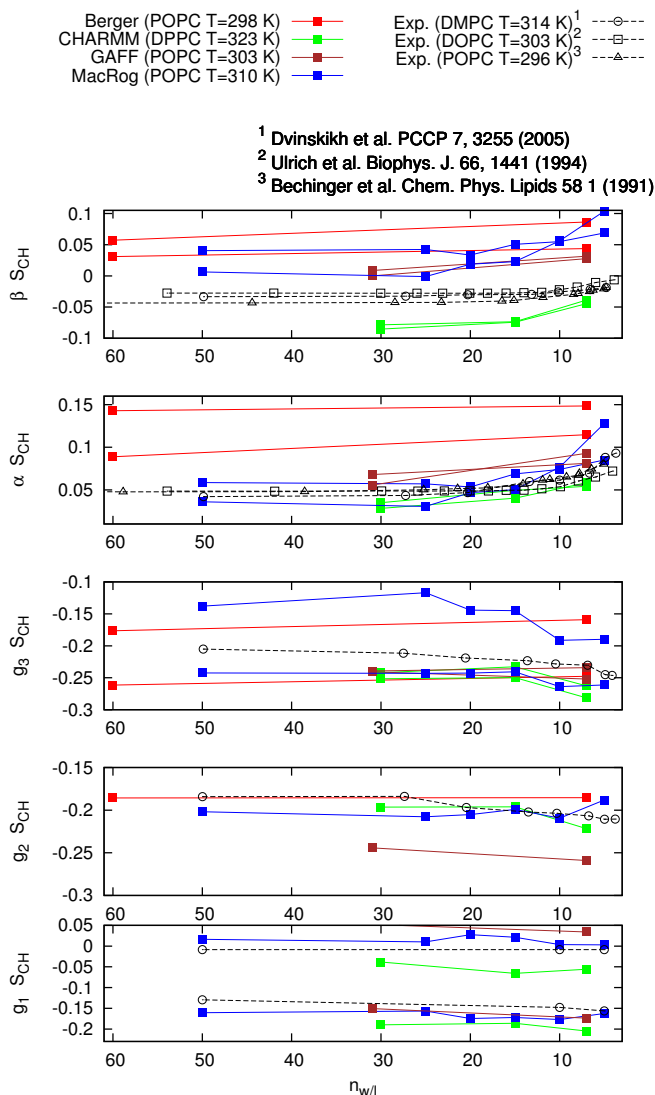 Berger (POPC T=298 K)
CHARMM (DPPC T=323 K)
GAFF (POPC T=303 K)
MacRog (POPC T=310 K)
Exp. (DMPC T=314 K)1
Exp. (DOPC T=303 K)2
Exp. (POPC T=296 K)3
1 Dvinskikh et al. PCCP 7, 3255 (2005)
2 Ulrich et al. Biophys. J. 66, 1441 (1994)
3 Bechinger et al. Chem. Phys. Lipids 58 1 (1991)
β SCH
0.1
0.05
0
-0.05
-0.1
60 50 40 30 20 10
α SCH
0.15
0.1
0.05
60 50 40 30 20 10
g3 SCH
-0.1
-0.15
-0.2
-0.25
-0.3
60 50 40 30 20 10
g2 SCH
-0.15
-0.2
-0.25
-0.3
60 50 40 30 20 10
g1 SCH
0.05
0
-0.05
-0.1
-0.15
-0.2
60 50 40 30 20 10
nw/l